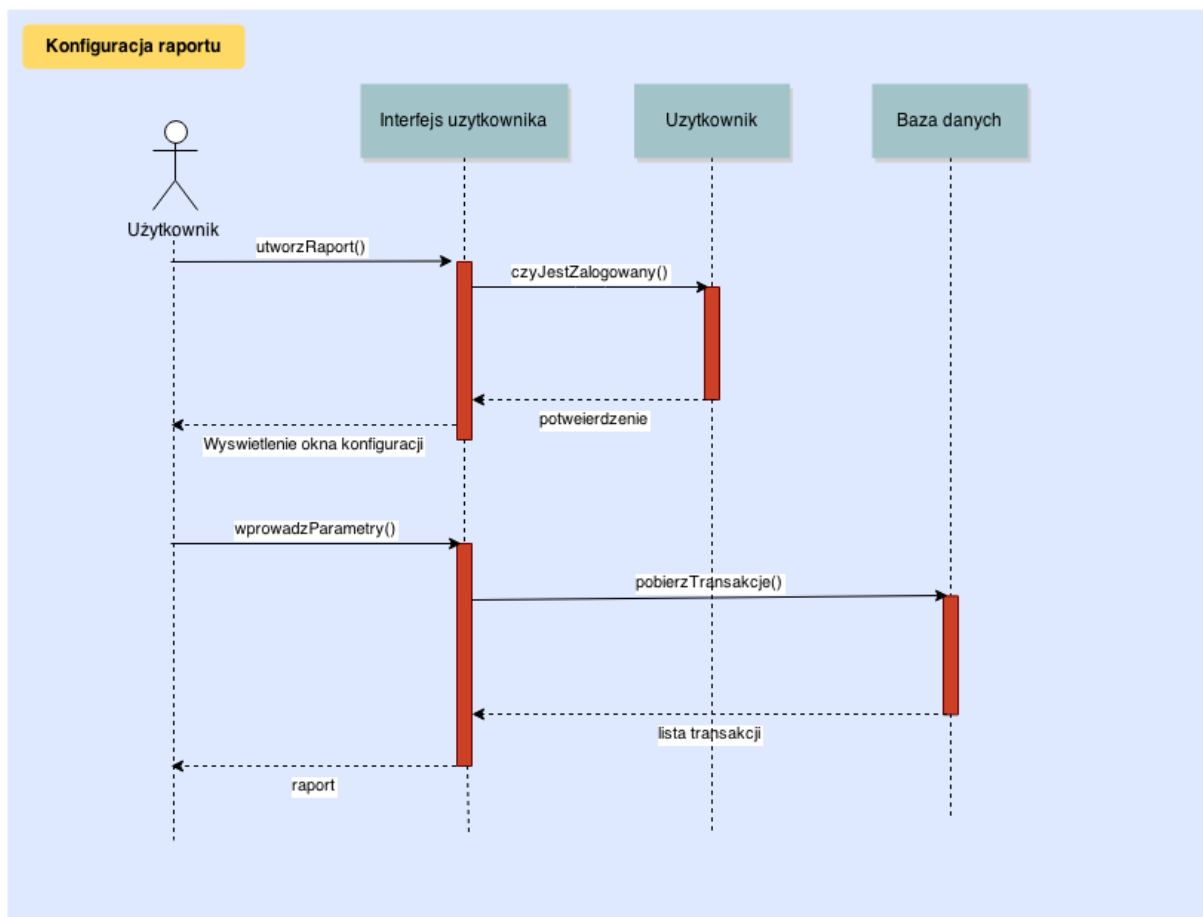 Konfiguracja raportu
Interfejs uzytkownika
Uzytkownik
Baza danych
Użytkownik
utworzRaport()
czyJestZalogowany()
potweierdzenie
Wyswietlenie okna konfiguracji
wprowadzParametry()
pobierzTransakcje()
lista transakcji
raport